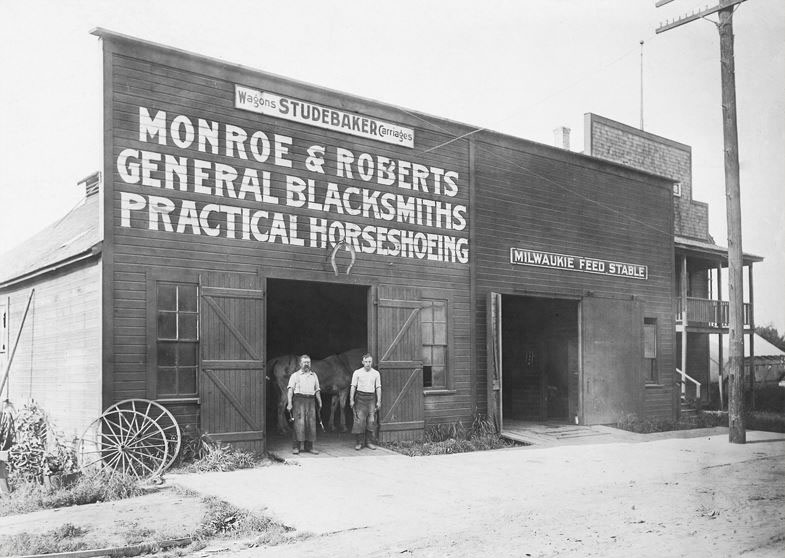 Wagons STUDEBAKER Carriages
MONROE & ROBERTS
GENERAL BLACKSMITHS
PRACTICAL HORSESHOEING
MILWAUKIE FEED STABLE